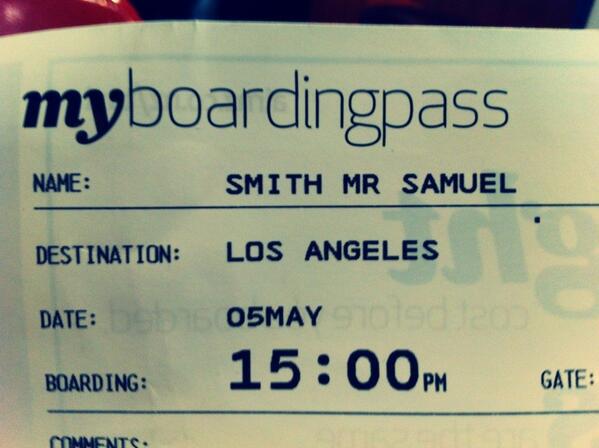 myboardingpass
NAME: SMITH MR SAMUEL
DESTINATION: LOS ANGELES
DATE: 05MAY
BOARDING: 15:00PM GATE:
COMMENTS: